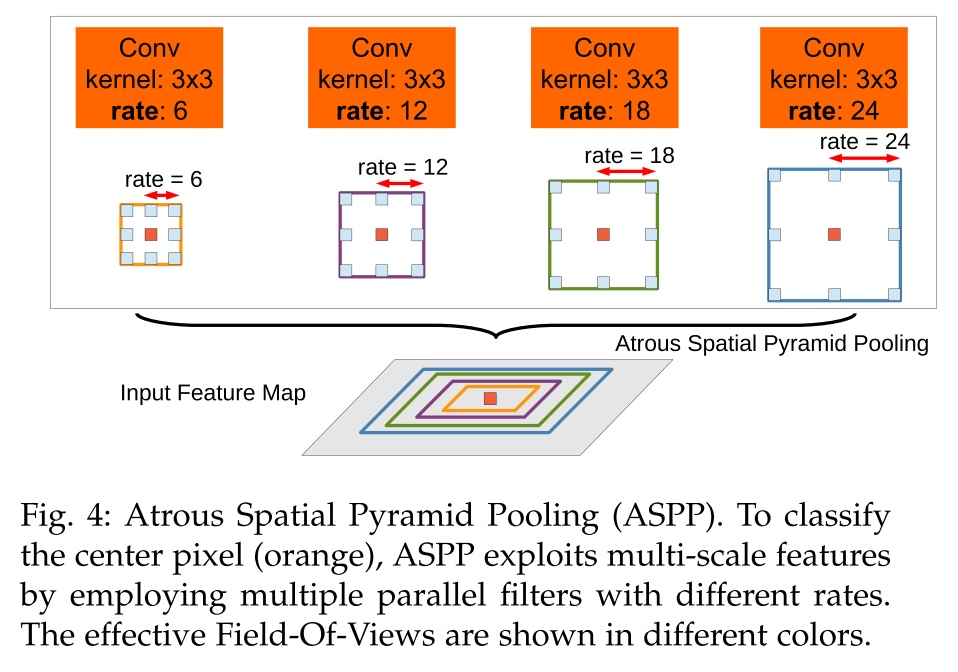 Conv
kernel: 3x3
rate: 6
Conv
kernel: 3x3
rate: 12
Conv
kernel: 3x3
rate: 18
Conv
kernel: 3x3
rate: 24
rate = 6
rate = 12
rate = 18
rate = 24
Atrous Spatial Pyramid Pooling
Input Feature Map
Fig. 4: Atrous Spatial Pyramid Pooling (ASPP). To classify
the center pixel (orange), ASPP exploits multi-scale features
by employing multiple parallel filters with different rates.
The effective Field-Of-Views are shown in different colors.